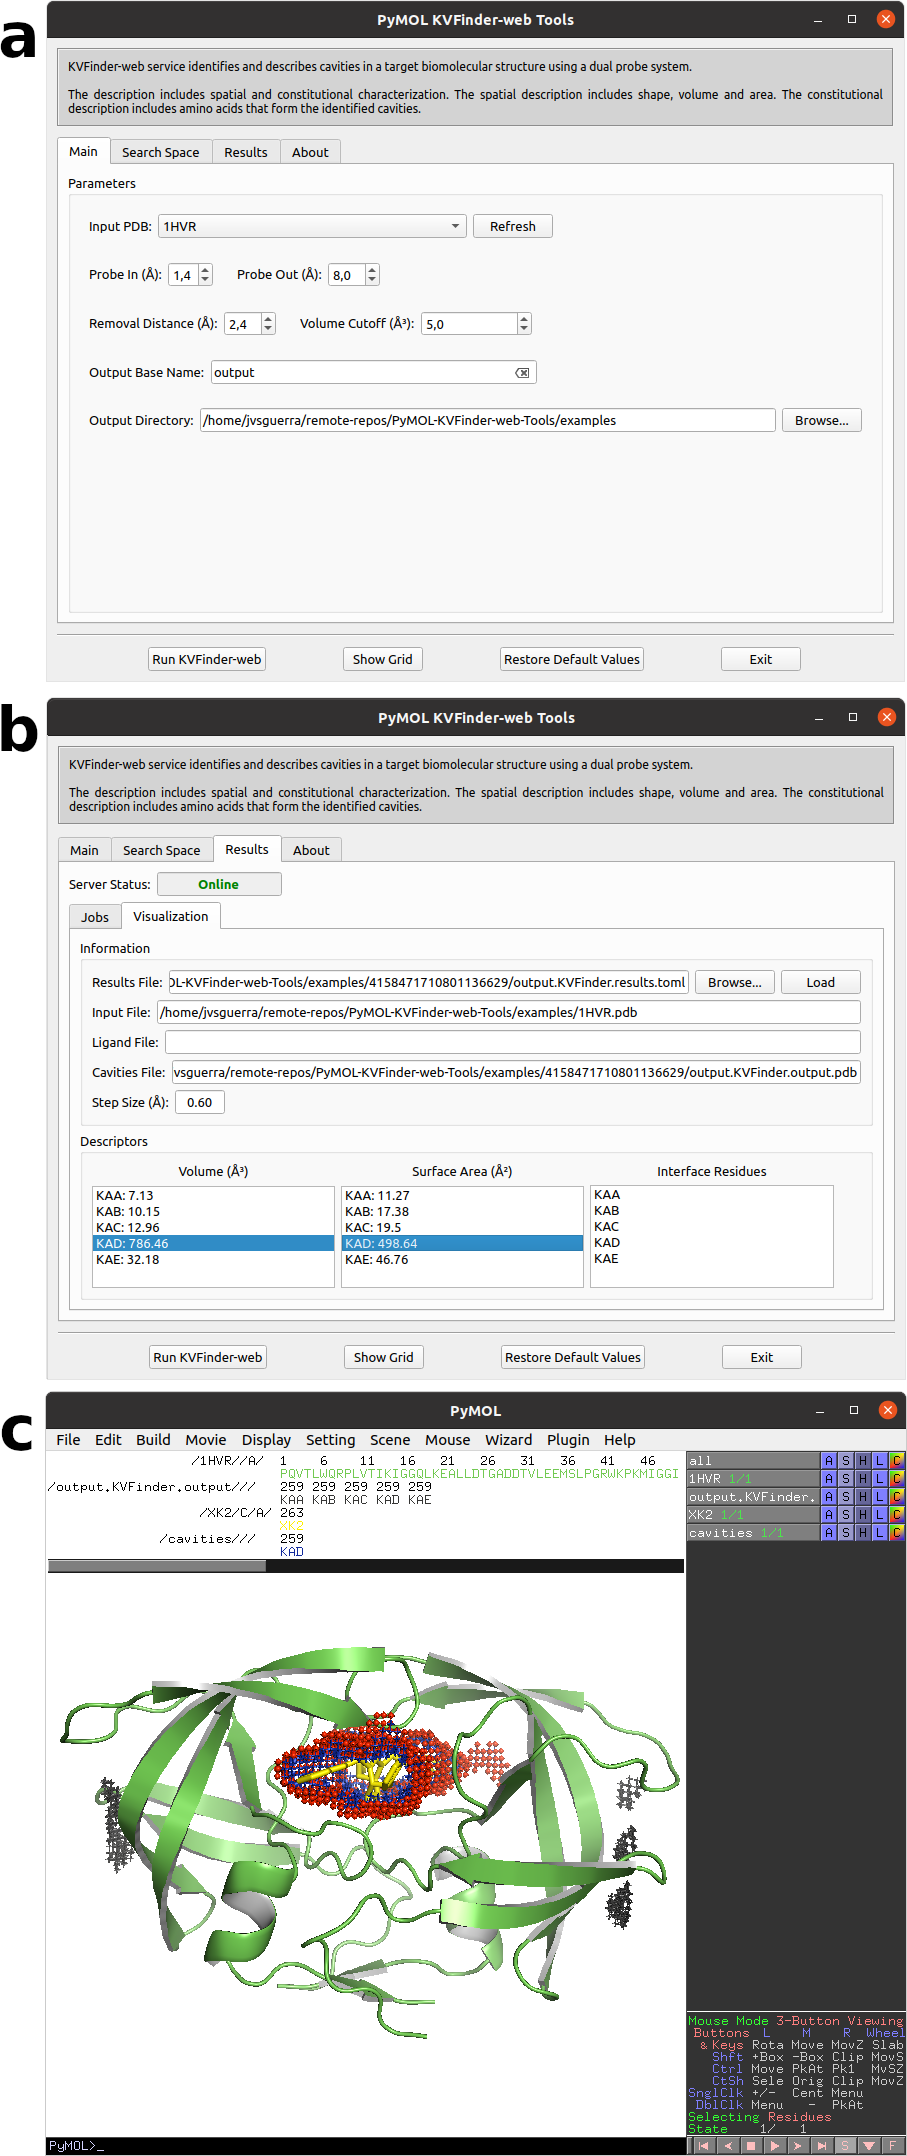 a
PyMOL KVFinder-web Tools
KVFinder-web service identifies and describes cavities in a target biomolecular structure using a dual probe system.
The description includes spatial and constitutional characterization. The spatial description includes shape, volume and area. The constitutional
description includes amino acids that form the identified cavities.
Main Search Space Results About
Parameters
Input PDB: 1HVR Refresh
Probe In (Å): 1,4 Probe Out (Å): 8,0
Removal Distance (Å): 2,4 Volume Cutoff (Å³): 5,0
Output Base Name: output
Output Directory: /home/jvsguerra/remote-repos/PyMOL-KVFinder-web-Tools/examples Browse...
Run KVFinder-web Show Grid Restore Default Values Exit
b
PyMOL KVFinder-web Tools
KVFinder-web service identifies and describes cavities in a target biomolecular structure using a dual probe system.
The description includes spatial and constitutional characterization. The spatial description includes shape, volume and area. The constitutional
description includes amino acids that form the identified cavities.
Main Search Space Results About
Server Status: Online
Jobs Visualization
Information
Results File: OL-KVFinder-web-Tools/examples/4158471710801136629/output.KVFinder.results.toml Browse... Load
Input File: /home/jvsguerra/remote-repos/PyMOL-KVFinder-web-Tools/examples/1HVR.pdb
Ligand File:
Cavities File: vsguerra/remote-repos/PyMOL-KVFinder-web-Tools/examples/4158471710801136629/output.KVFinder.output.pdb
Step Size (Å): 0.60
Descriptors
Volume (Å³) Surface Area (Å²) Interface Residues
KAA: 7.13 KAA: 11.27 KAA
KAB: 10.15 KAB: 17.38 KAB
KAC: 12.96 KAC: 19.5 KAC
KAD: 786.46 KAD: 498.64 KAD
KAE: 32.18 KAE: 46.76 KAE
Run KVFinder-web Show Grid Restore Default Values Exit
c
PyMOL
File Edit Build Movie Display Setting Scene Mouse Wizard Plugin Help
/1HVR//A/ 1 6 11 16 21 26 31 36 41 46
PQVTLWQRPLVTIKIGGQLKEALLDTGADDTVLEEMSLPGRWKPKMIGGI
/output.KVFinder.output/// 259 259 259 259 259
KAA KAB KAC KAD KAE
/XK2/C/A/ 263
XK2
/cavities/// 259
KAD
all A S H L C
1HVR 1/1 A S H L C
output.KVFinder. A S H L C
XK2 1/1 A S H L C
cavities 1/1 A S H L C
Mouse Mode 3-Button Viewing
Buttons L M R Wheel
& Keys Rota Move MovZ Slab
Shft +Box -Box Clip MovS
Ctrl Move PkAt Pk1 MvSZ
CtSh Sele Orig Clip MovZ
SnglClk +/- Cent Menu
DblClk Menu - PkAt
Selecting Residues
State 1/ 1
PyMOL>_ S F